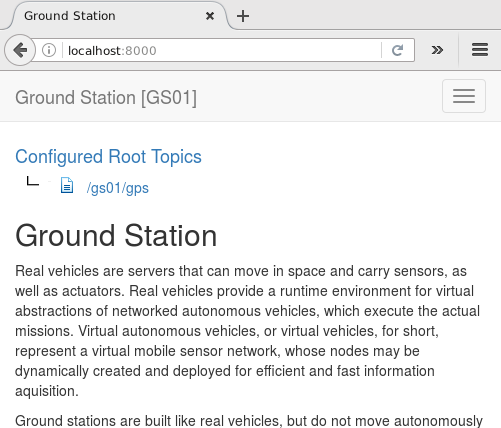 Ground Station
localhost:8000
Ground Station [GS01]
Configured Root Topics
/gs01/gps
Ground Station
Real vehicles are servers that can move in space and carry sensors, as
well as actuators. Real vehicles provide a runtime environment for virtual
abstractions of networked autonomous vehicles, which execute the actual
missions. Virtual autonomous vehicles, or virtual vehicles, for short,
represent a virtual mobile sensor network, whose nodes may be
dynamically created and deployed for efficient and fast information
aquisition.
Ground stations are built like real vehicles, but do not move autonomously